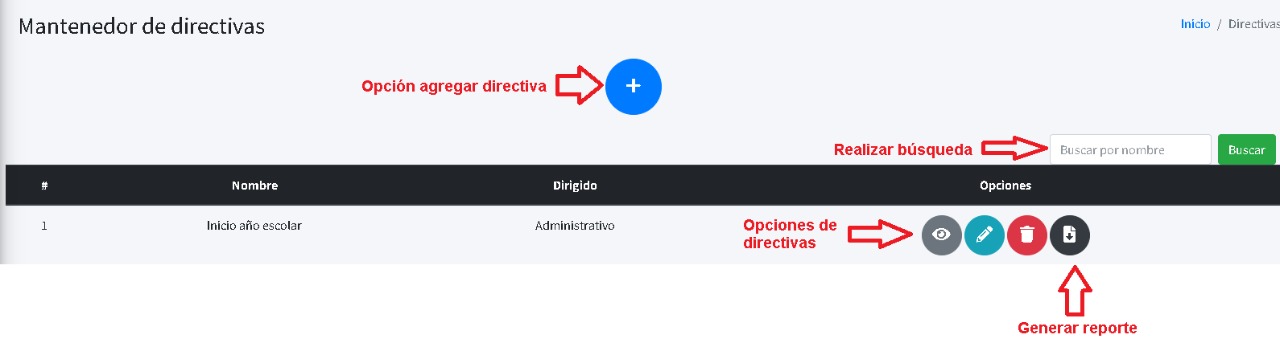 Mantenedor de directivas
Inicio / Directivas
Opción agregar directiva
Realizar búsqueda
Buscar por nombre
Buscar
# Nombre Dirigido Opciones
1 Inicio año escolar Administrativo
Opciones de
directivas
Generar reporte